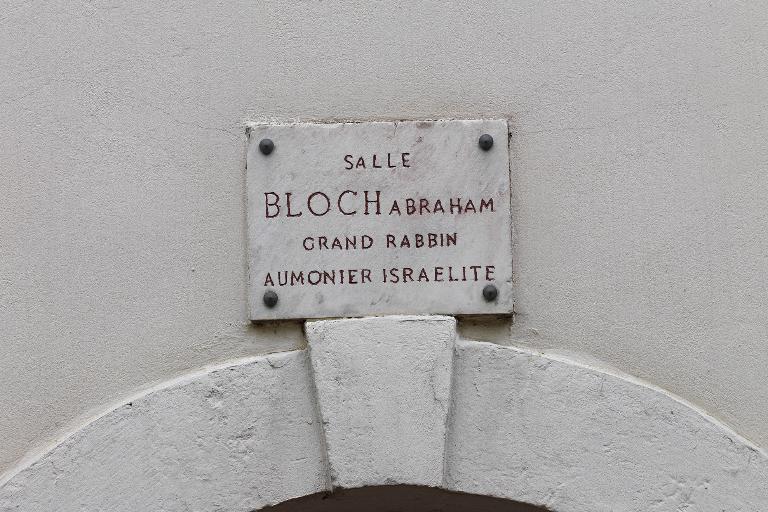 SALLE
BLOCH ABRAHAM
GRAND RABBIN
AUMONIER ISRAELITE